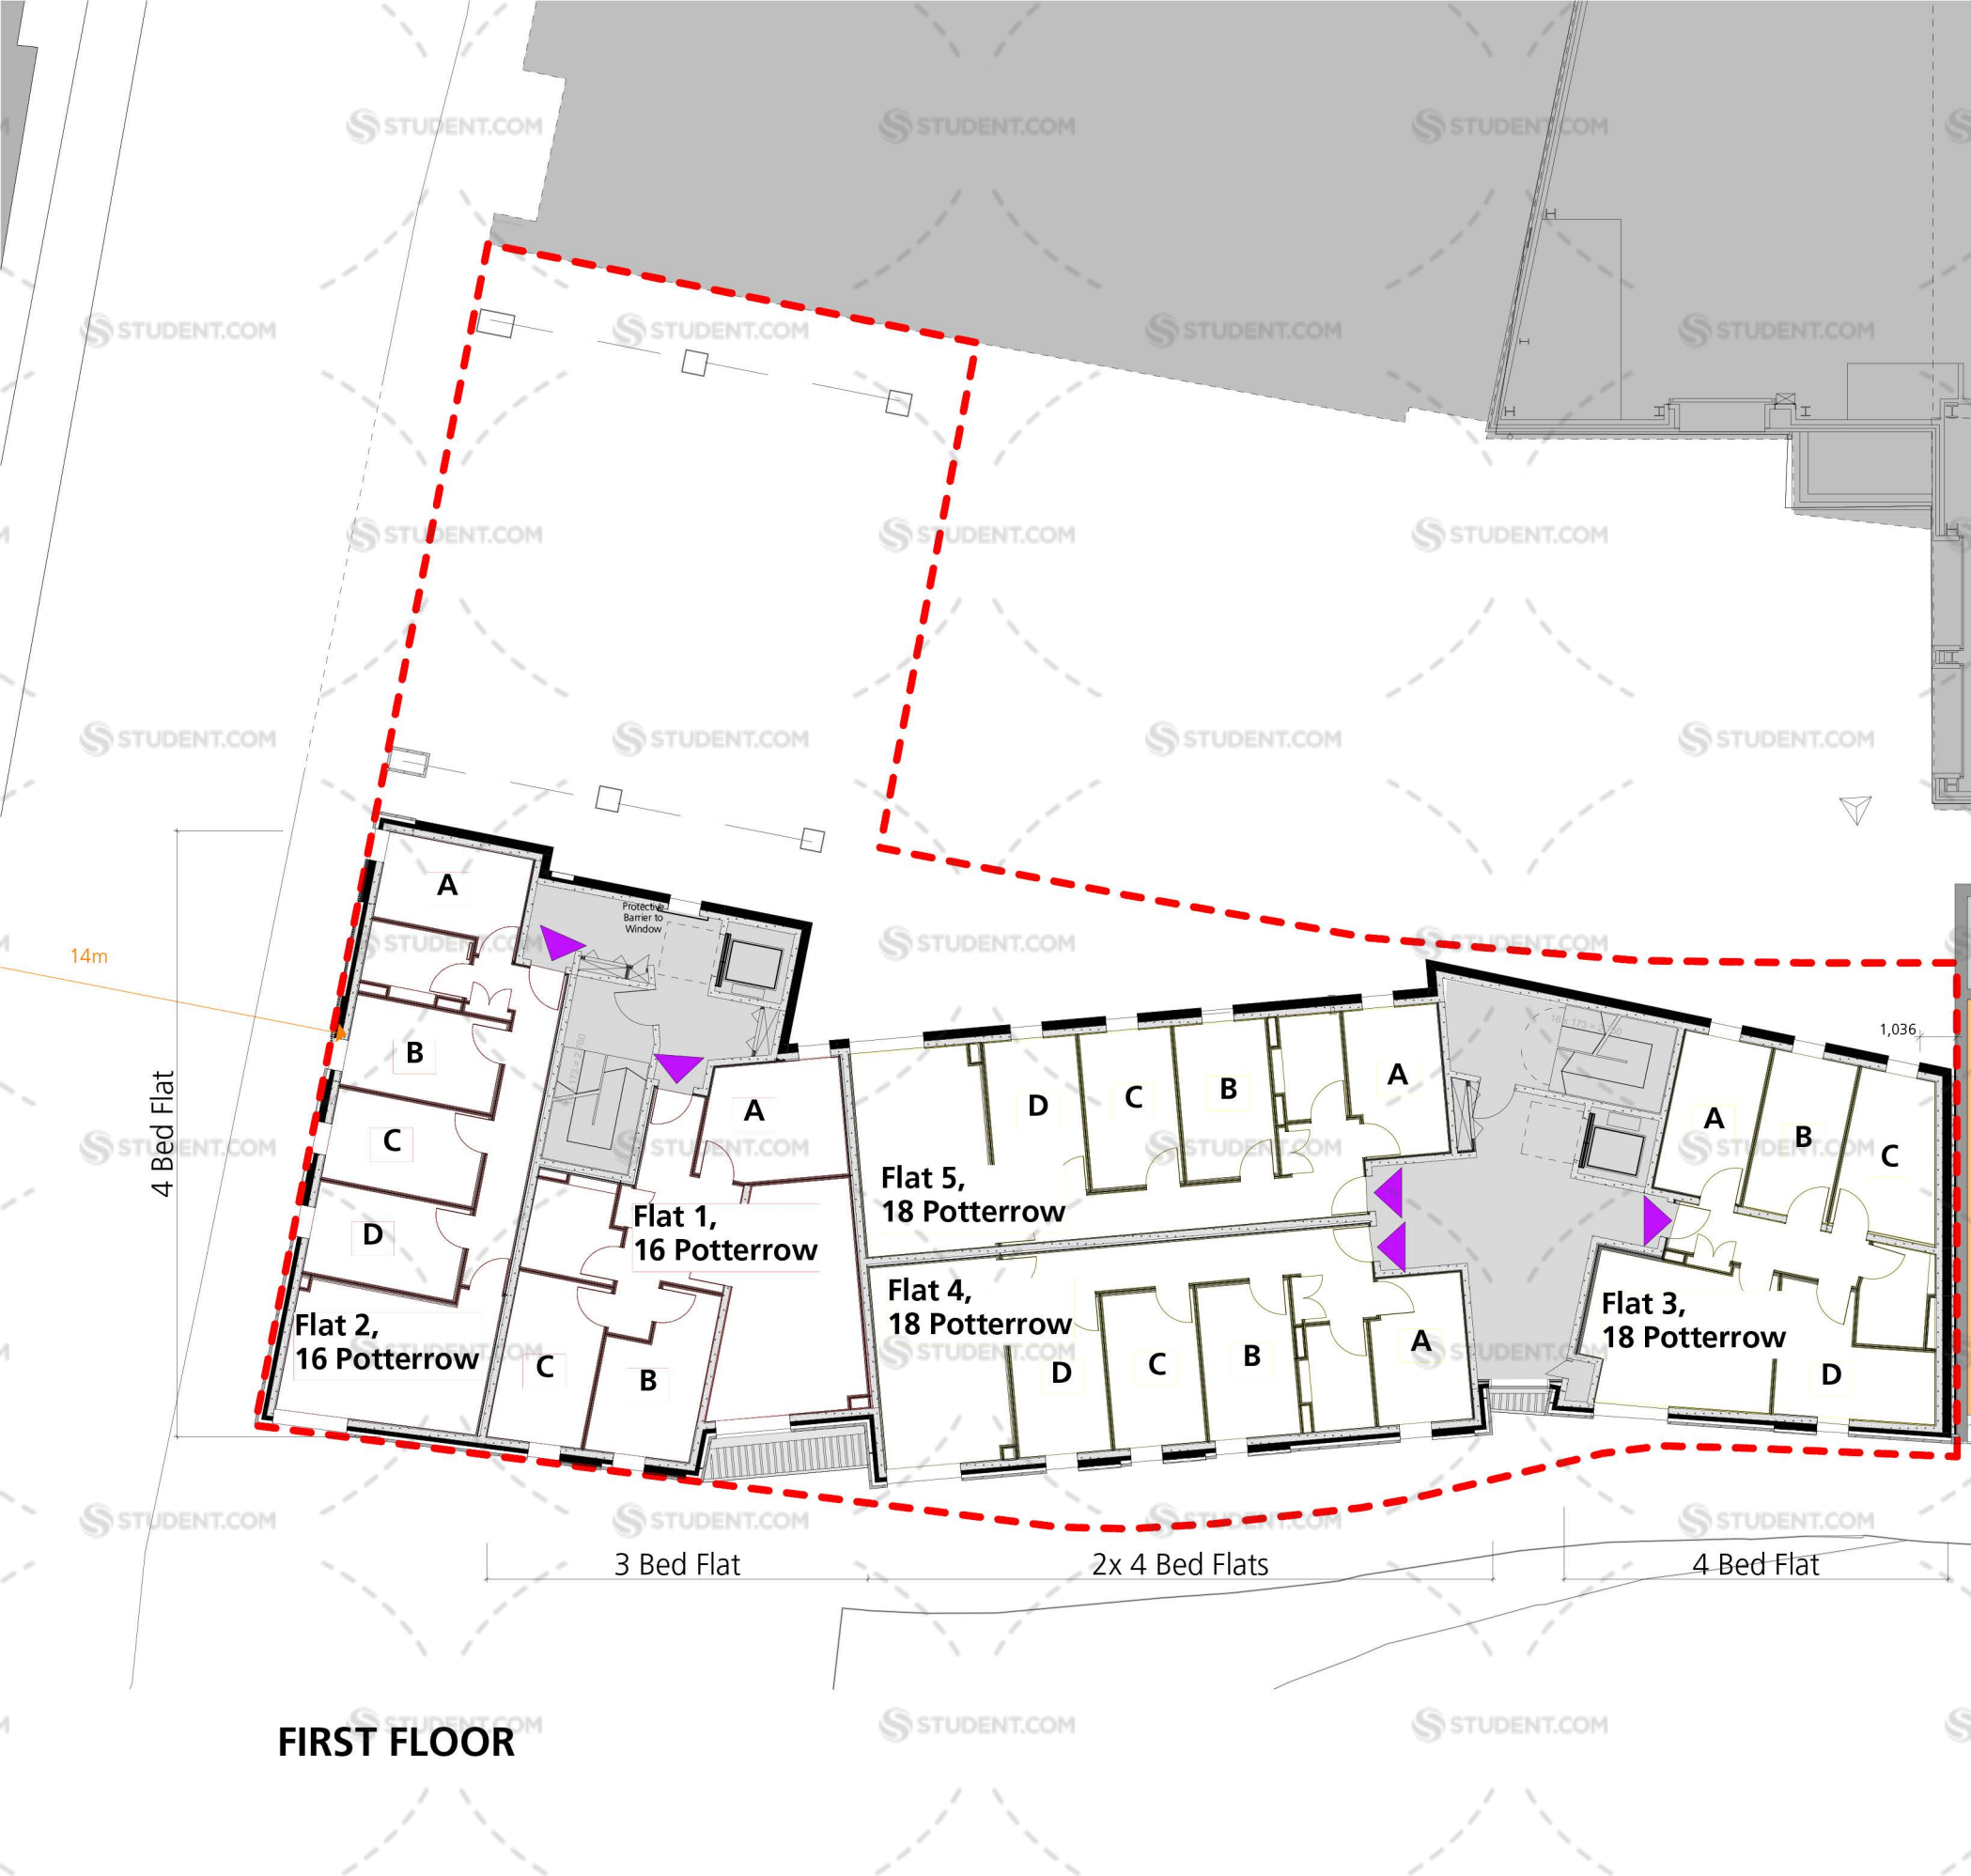 STUDENT.COM
14m
4 Bed Flat
Protective
Barrier to
Window
A
B
C
D
Flat 2,
16 Potterrow
A
Flat 1,
16 Potterrow
C
B
Flat 5,
18 Potterrow
D
C
B
A
Flat 4,
18 Potterrow
D
C
B
A
1,036
A
B
C
Flat 3,
18 Potterrow
D
3 Bed Flat
2x 4 Bed Flats
4 Bed Flat
FIRST FLOOR